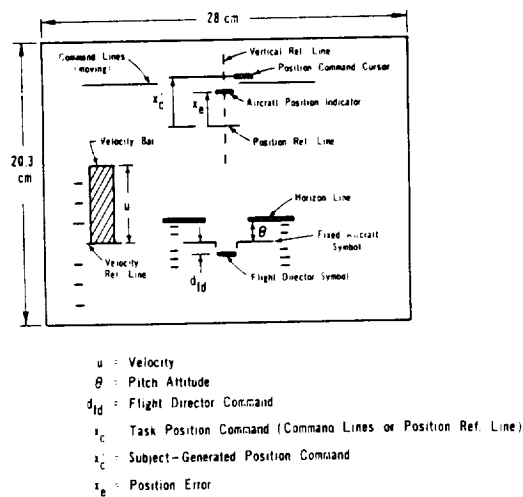 28 cm
Command Lines
(moving)
Vertical Ref. Line
Position Command Cursor
x'c
xe
Aircraft Position Indicator
Position Ref. Line
20.3
cm
Velocity Bar
u
Horizon Line
θ
Fixed Aircraft
Symbol
Velocity
Ref. Line
dfd
Flight Director Symbol
u = Velocity
θ = Pitch Attitude
dfd = Flight Director Command
xc Task Position Command (Command Lines or Position Ref. Line)
x'c = Subject-Generated Position Command
xe = Position Error